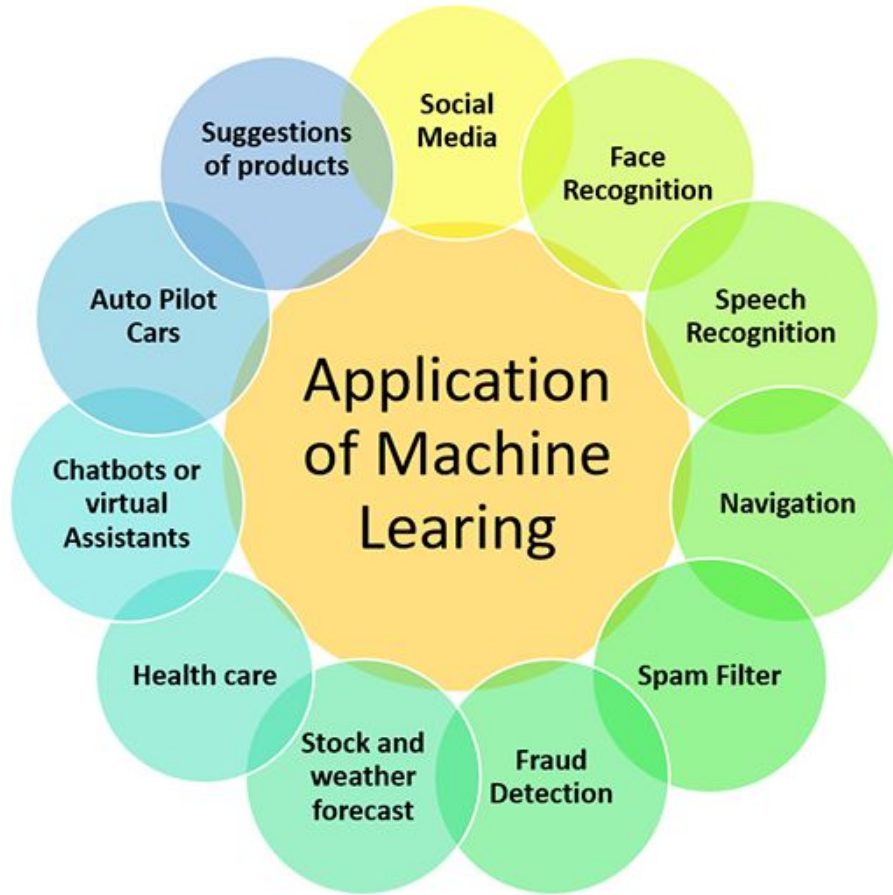 Application
of Machine
Learing
Social
Media
Face
Recognition
Speech
Recognition
Navigation
Spam Filter
Fraud
Detection
Stock and
weather
forecast
Health care
Chatbots or
virtual
Assistants
Auto Pilot
Cars
Suggestions
of products